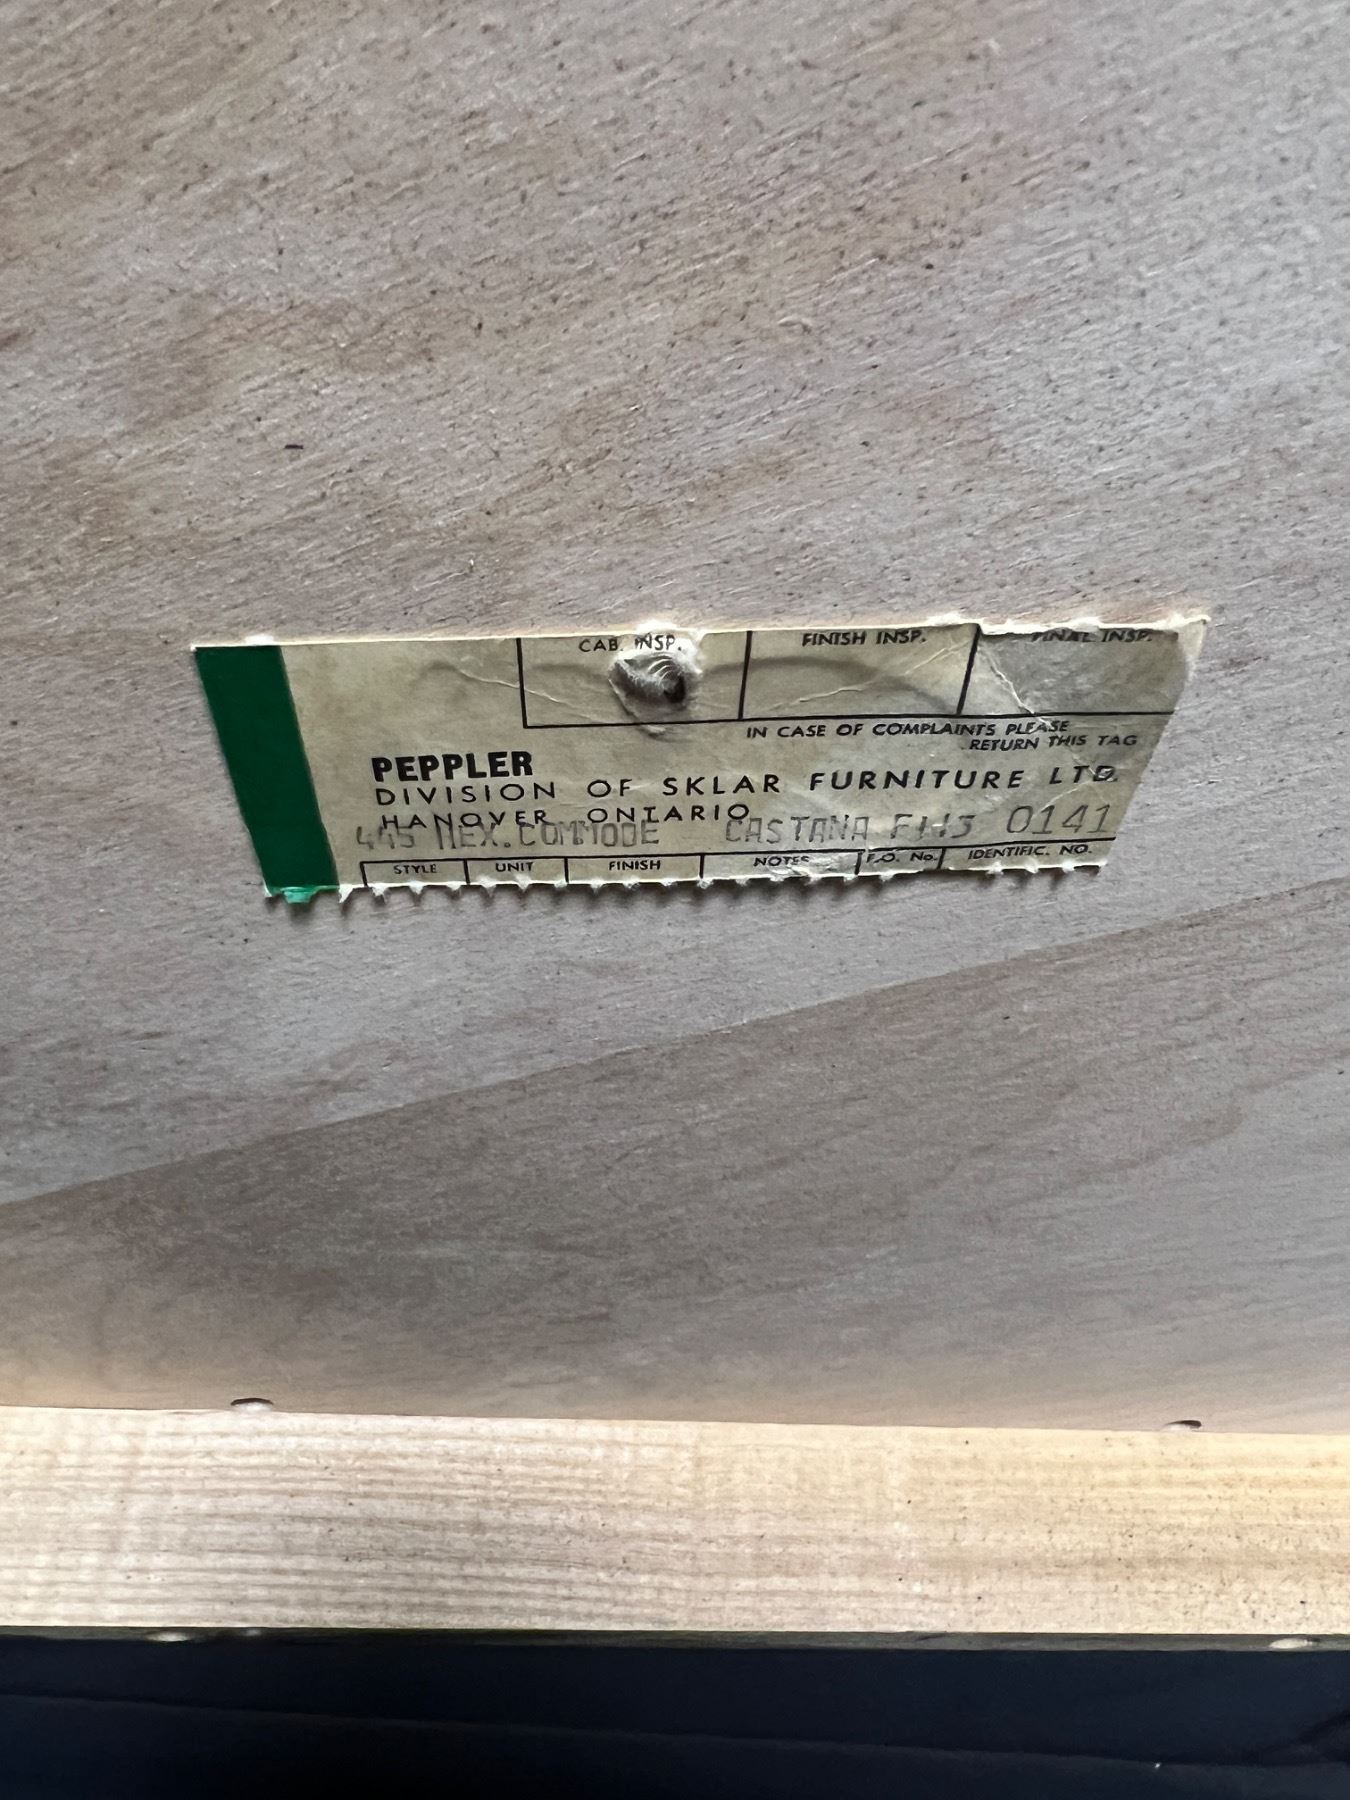 CAB. INSP.
FINISH INSP.
FINAL INSP.
IN CASE OF COMPLAINTS PLEASE
RETURN THIS TAG
PEPPLER
DIVISION OF SKLAR FURNITURE LTD.
HANOVER ONTARIO
445 HEX.COMMODE CASTANA 0141
STYLE UNIT FINISH NOTES P.O. No. IDENTIFIC. NO.